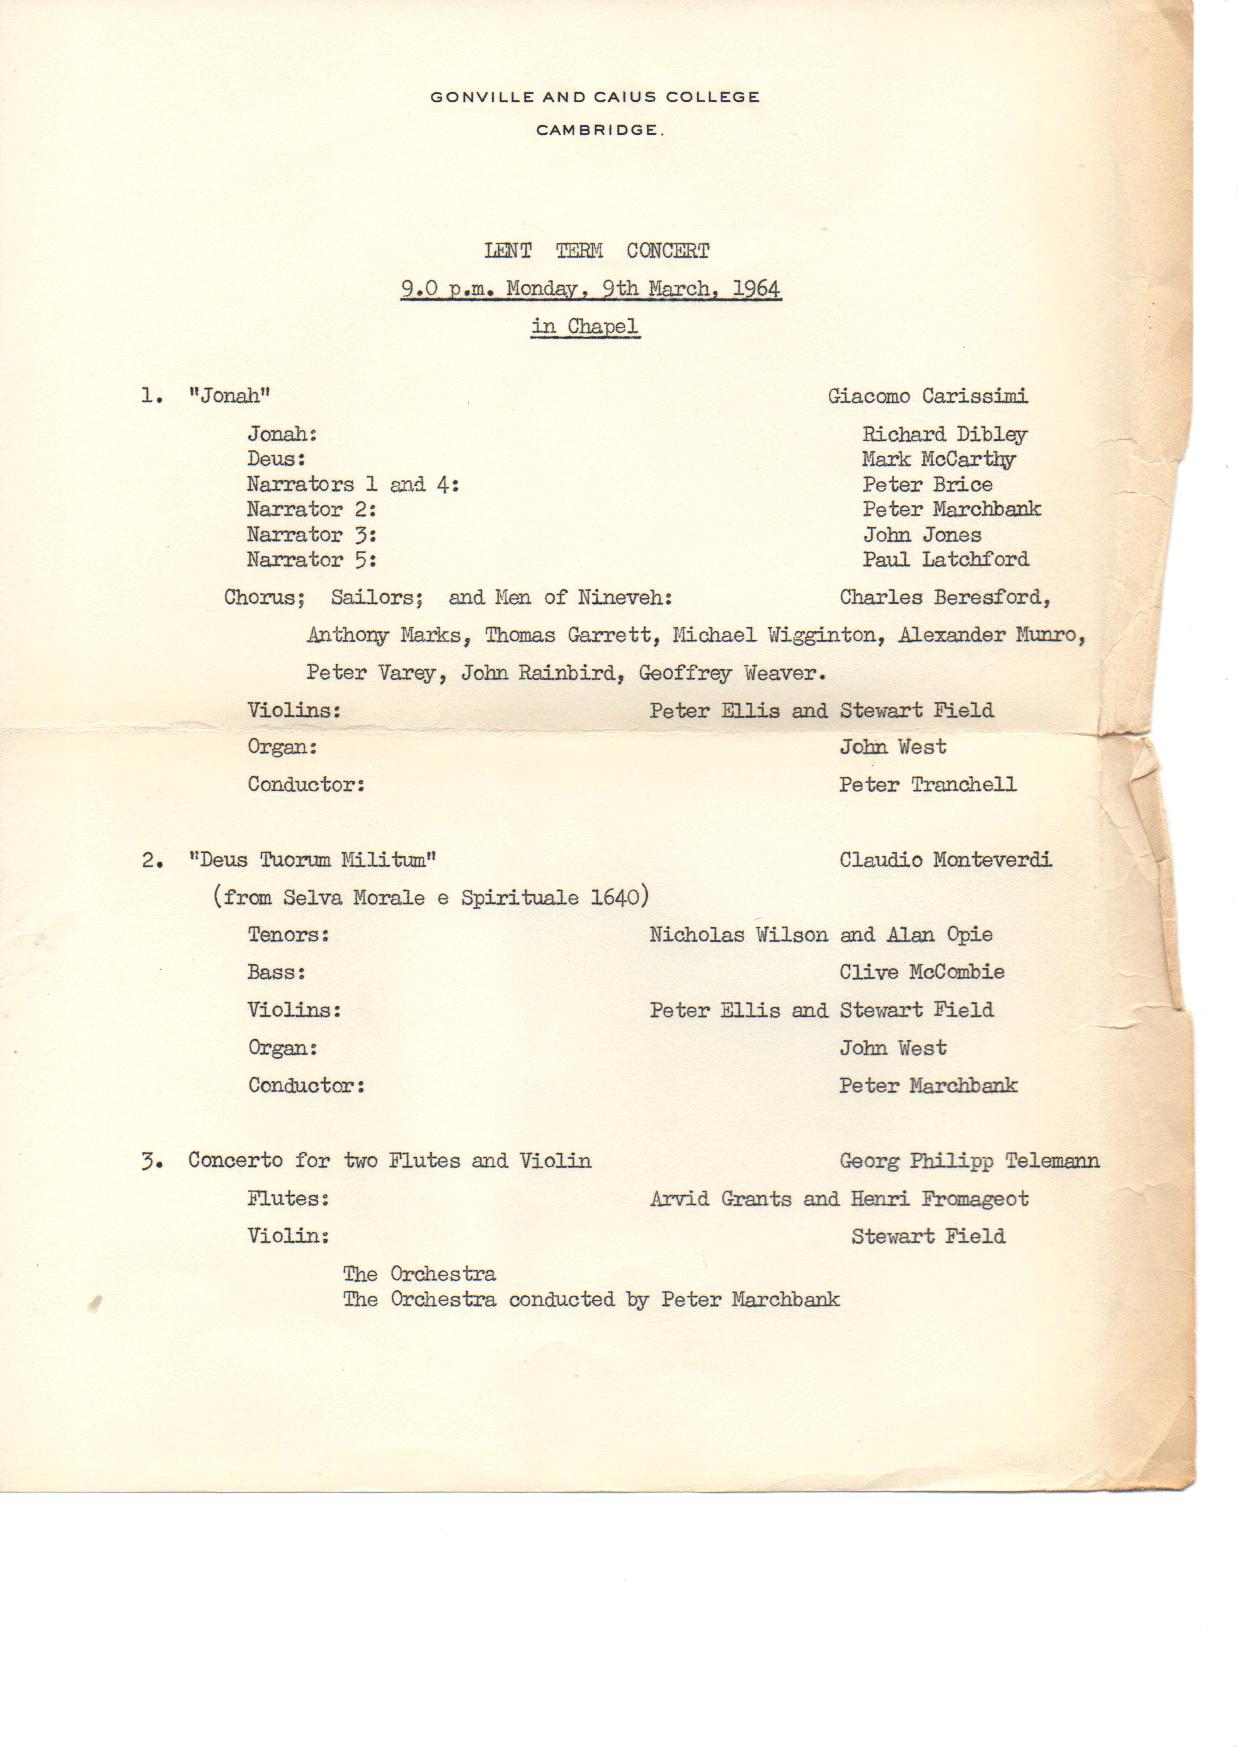 GONVILLE AND CAIUS COLLEGE
CAMBRIDGE.
LENT TERM CONCERT
9.0 p.m. Monday, 9th March, 1964
in Chapel
1. "Jonah" Giacomo Carissimi
Jonah: Richard Dibley
Deus: Mark McCarthy
Narrators 1 and 4: Peter Brice
Narrator 2: Peter Marchbank
Narrator 3: John Jones
Narrator 5: Paul Latchford
Chorus; Sailors; and Men of Nineveh: Charles Beresford,
Anthony Marks, Thomas Garrett, Michael Wigginton, Alexander Munro,
Peter Varey, John Rainbird, Geoffrey Weaver.
Violins: Peter Ellis and Stewart Field
Organ: John West
Conductor: Peter Tranchell
2. "Deus Tuorum Militum" Claudio Monteverdi
(from Selva Morale e Spirituale 1640)
Tenors: Nicholas Wilson and Alan Opie
Bass: Clive McCombie
Violins: Peter Ellis and Stewart Field
Organ: John West
Conductor: Peter Marchbank
3. Concerto for two Flutes and Violin Georg Philipp Telemann
Flutes: Arvid Grants and Henri Fromageot
Violin: Stewart Field
The Orchestra
The Orchestra conducted by Peter Marchbank